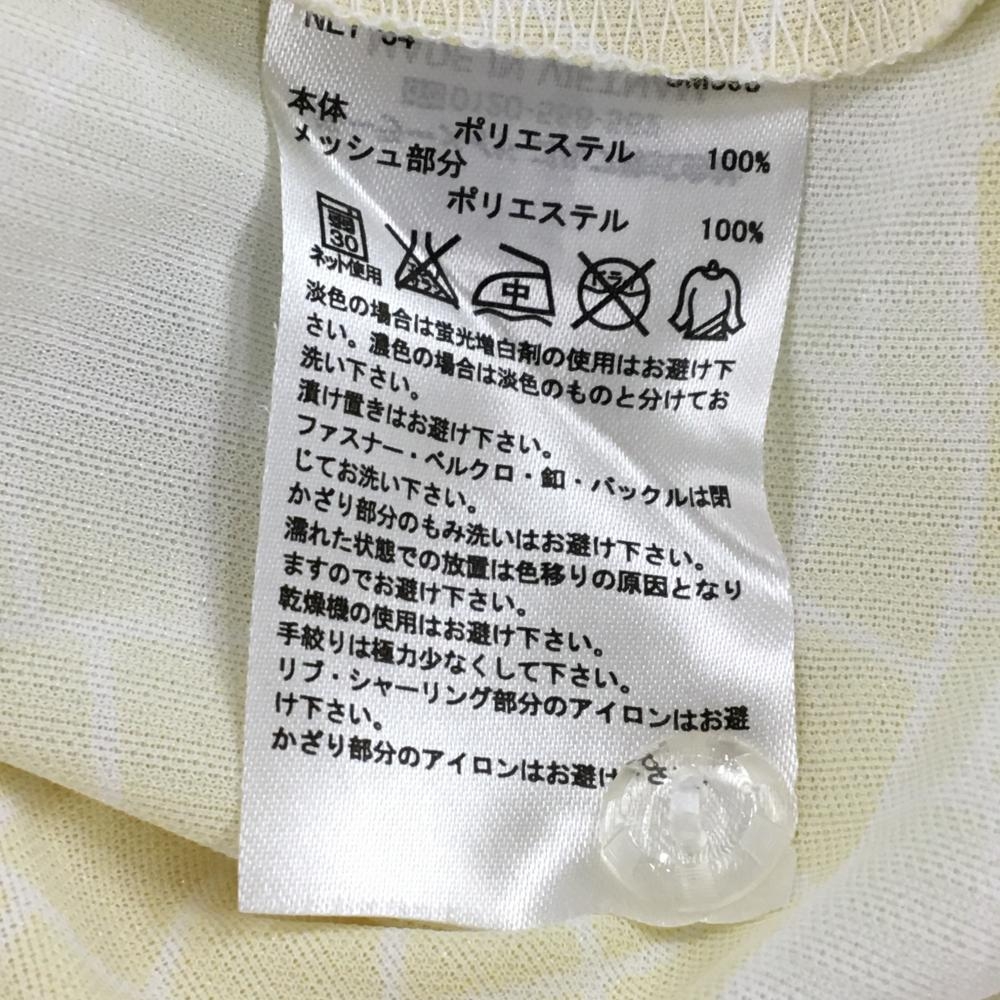 本体
ポリエステル 100%
メッシュ部分
ポリエステル 100%
30
ネット使用
中
ドライ
淡色の場合は蛍光増白剤の使用はお避け下
さい。濃色の場合は淡色のものと分けてお
洗い下さい。
漬け置きはお避け下さい。
ファスナー・ベルクロ・釦・バックルは閉
じてお洗い下さい。
かざり部分のもみ洗いはお避け下さい。
濡れた状態での放置は色移りの原因となり
ますのでお避け下さい。
乾燥機の使用はお避け下さい。
手絞りは極力少なくして下さい。
リブ・シャーリング部分のアイロンはお避
け下さい。
かざり部分のアイロンはお避け